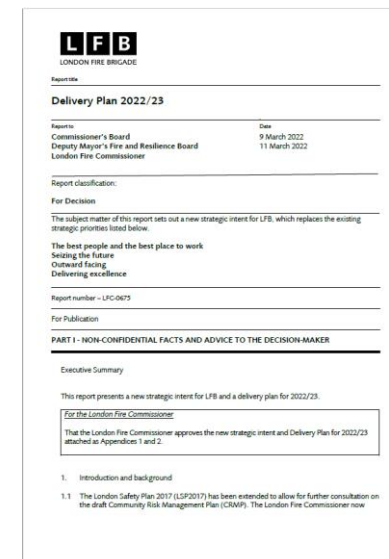 LFB
LONDON FIRE BRIGADE
Report title
Delivery Plan 2022/23
Report to Date
Commissioner's Board 9 March 2022
Deputy Mayor's Fire and Resilience Board 11 March 2022
London Fire Commissioner
Report classification:
For Decision
The subject matter of this report sets out a new strategic intent for LFB, which replaces the existing
strategic priorities listed below.
The best people and the best place to work
Seizing the future
Outward facing
Delivering excellence
Report number – LFC-0675
For Publication
PART I - NON-CONFIDENTIAL FACTS AND ADVICE TO THE DECISION-MAKER
Executive Summary
This report presents a new strategic intent for LFB and a delivery plan for 2022/23.
For the London Fire Commissioner
That the London Fire Commissioner approves the new strategic intent and Delivery Plan for 2022/23
attached as Appendices 1 and 2.
1. Introduction and background
1.1 The London Safety Plan 2017 (LSP2017) has been extended to allow for further consultation on
the draft Community Risk Management Plan (CRMP). The London Fire Commissioner now